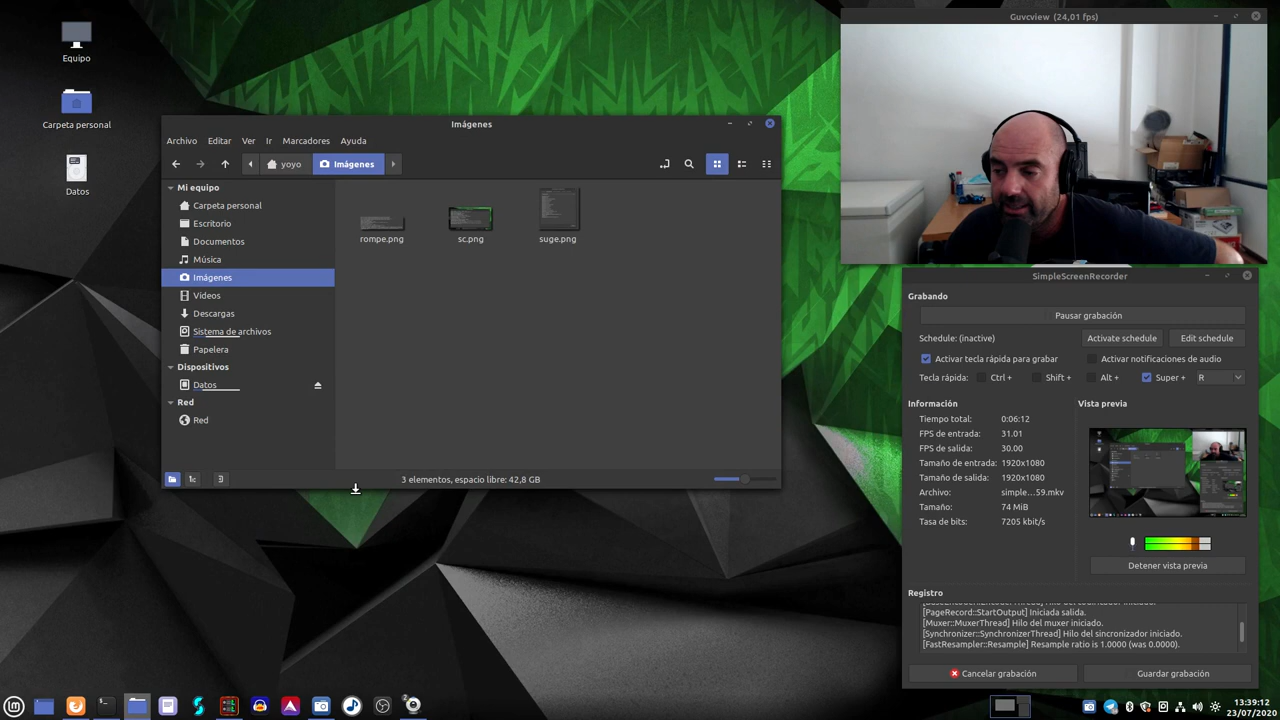 Equipo
Carpeta personal
Datos
Imágenes
Archivo Editar Ver Ir Marcadores Ayuda
yoyo Imágenes
Mi equipo
Carpeta personal
Escritorio
Documentos
Música
Imágenes
Vídeos
Descargas
Sistema de archivos
Papelera
Dispositivos
Datos
Red
Red
rompe.png sc.png suge.png
3 elementos, espacio libre: 42,8 GB
Guvcview (24,01 fps)
SimpleScreenRecorder
Grabando
Pausar grabación
Schedule: (inactive) Activate schedule Edit schedule
Activar tecla rápida para grabar Activar notificaciones de audio
Tecla rápida: Ctrl + Shift + Alt + Super + R
Información
Tiempo total: 0:06:12
FPS de entrada: 31.01
FPS de salida: 30.00
Tamaño de entrada: 1920x1080
Tamaño de salida: 1920x1080
Archivo: simple...59.mkv
Tamaño: 74 MiB
Tasa de bits: 7205 kbit/s
Vista previa
Detener vista previa
Registro
[PageRecord::StartOutput] Iniciada salida.
[Muxer::MuxerThread] Hilo del muxer iniciado.
[Synchronizer::SynchronizerThread] Hilo del sincronizador iniciado.
[FastResampler::Resample] Resample ratio is 1.0000 (was 0.0000).
Cancelar grabación Guardar grabación
13:39:12
23/07/2020